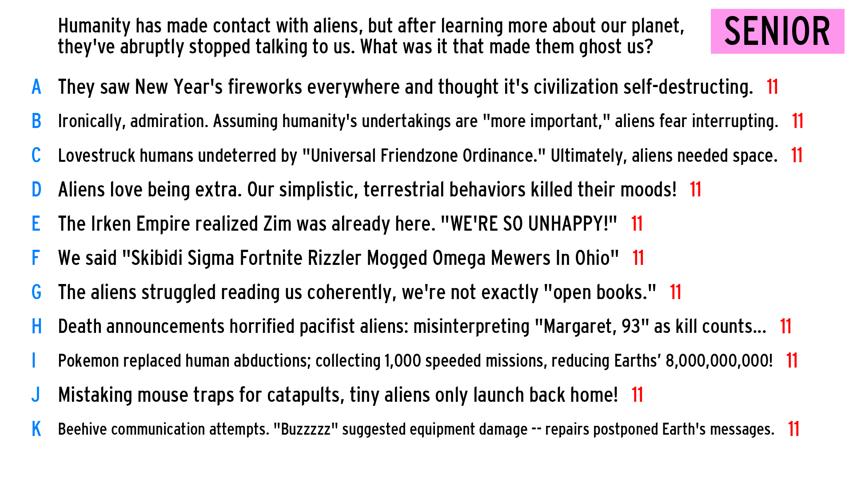 Humanity has made contact with aliens, but after learning more about our planet,
they've abruptly stopped talking to us. What was it that made them ghost us?
SENIOR
A They saw New Year's fireworks everywhere and thought it's civilization self-destructing. 11
B Ironically, admiration. Assuming humanity's undertakings are "more important," aliens fear interrupting. 11
C Lovestruck humans undeterred by "Universal Friendzone Ordinance." Ultimately, aliens needed space. 11
D Aliens love being extra. Our simplistic, terrestrial behaviors killed their moods! 11
E The Irken Empire realized Zim was already here. "WE'RE SO UNHAPPY!" 11
F We said "Skibidi Sigma Fortnite Rizzler Mogged Omega Mewers In Ohio" 11
G The aliens struggled reading us coherently, we're not exactly "open books." 11
H Death announcements horrified pacifist aliens: misinterpreting "Margaret, 93" as kill counts... 11
I Pokemon replaced human abductions; collecting 1,000 speeded missions, reducing Earths' 8,000,000,000! 11
J Mistaking mouse traps for catapults, tiny aliens only launch back home! 11
K Beehive communication attempts. "Buzzzzz" suggested equipment damage -- repairs postponed Earth's messages. 11